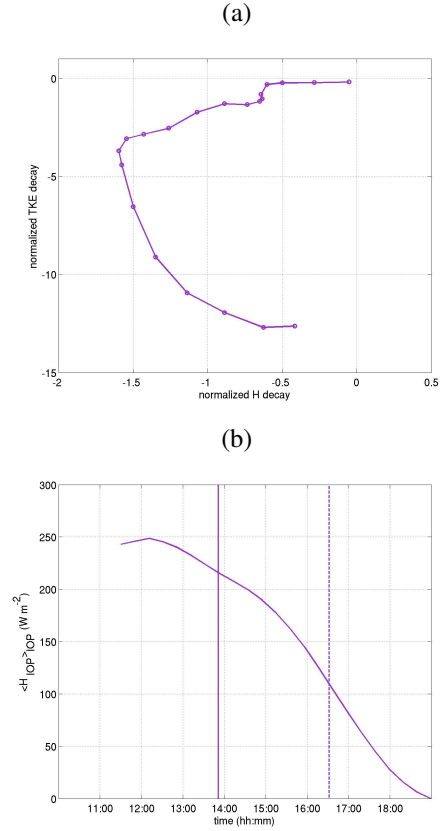 (a)
0
-5
-10
-15
normalized TKE decay
-2 -1.5 -1 -0.5 0 0.5
normalized H decay
(b)
300
250
200
150
100
50
0
<H IOP>IOP (W m-2)
11:00 12:00 13:00 14:00 15:00 16:00 17:00 18:00
time (hh:mm)